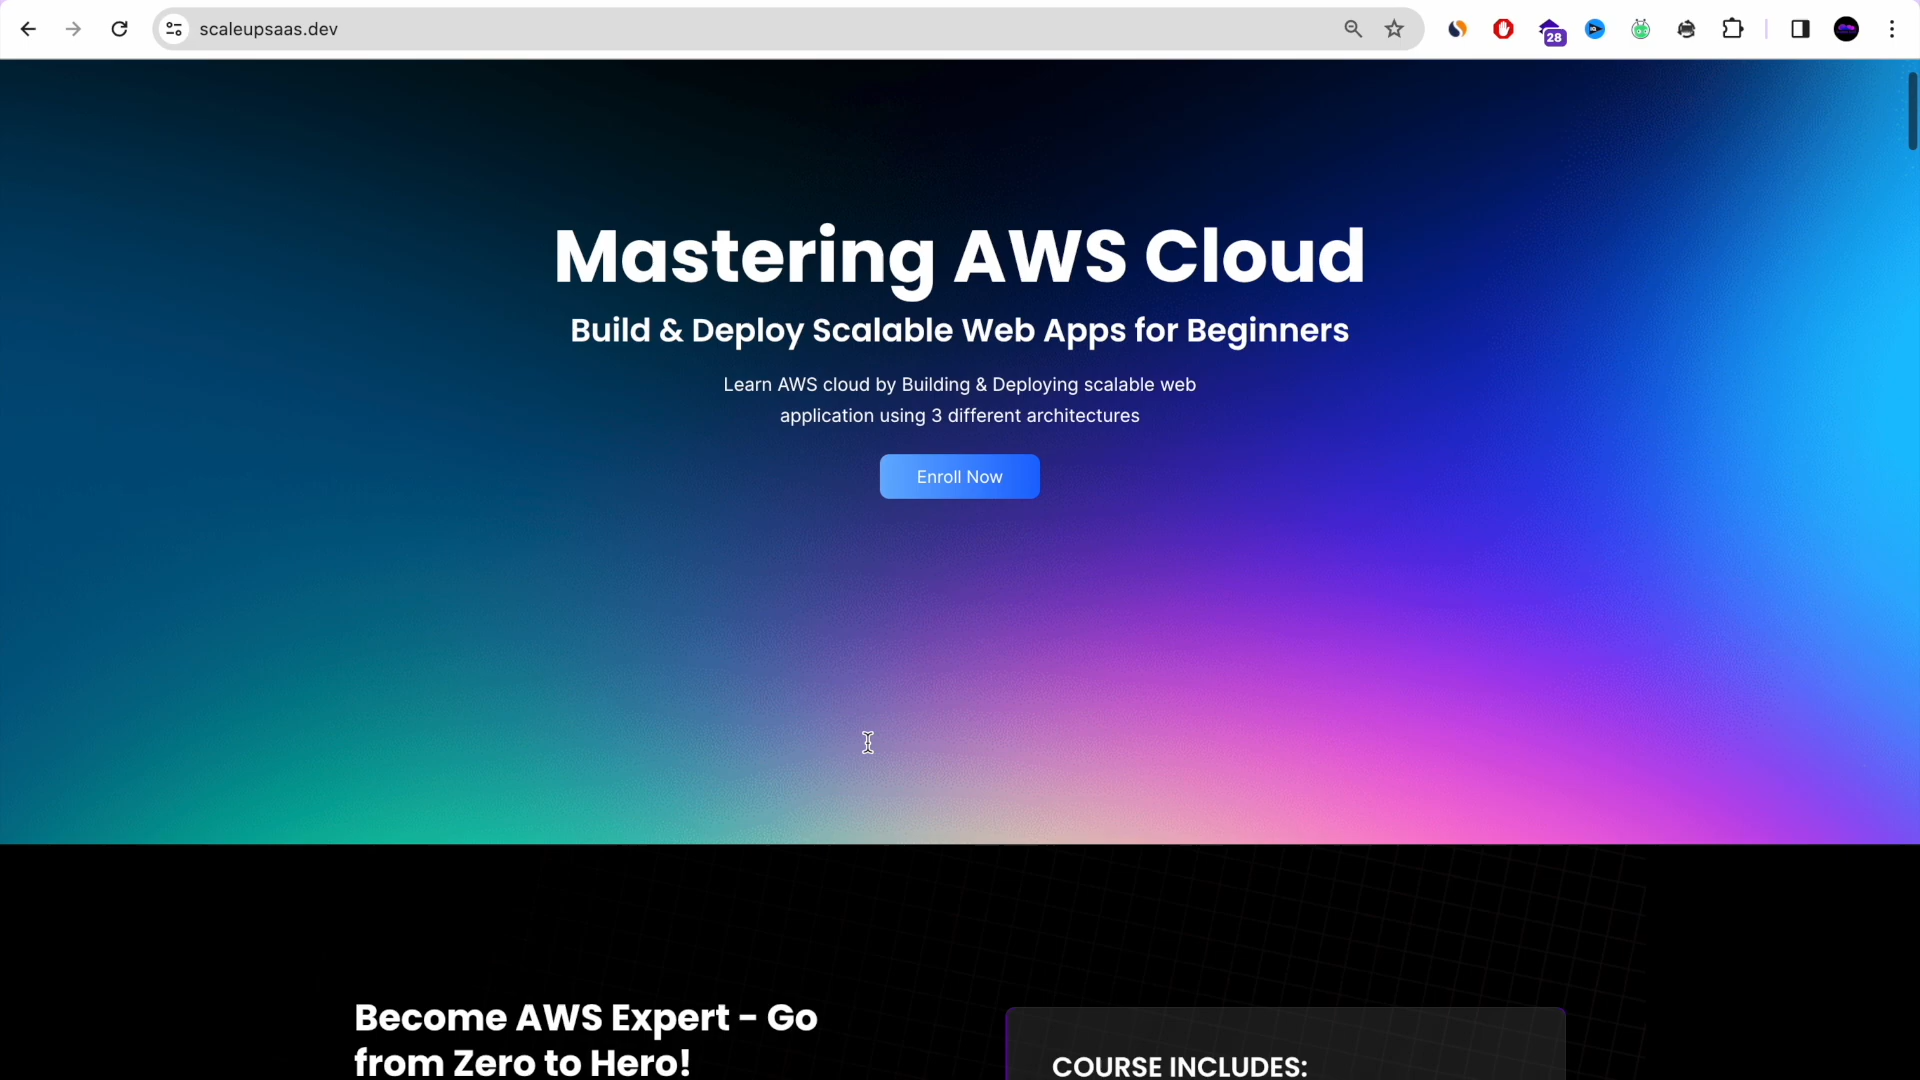 scaleupsaas.dev
28
Mastering AWS Cloud
Build & Deploy Scalable Web Apps for Beginners
Learn AWS cloud by Building & Deploying scalable web
application using 3 different architectures
Enroll Now
Become AWS Expert - Go
from Zero to Hero!
COURSE INCLUDES: